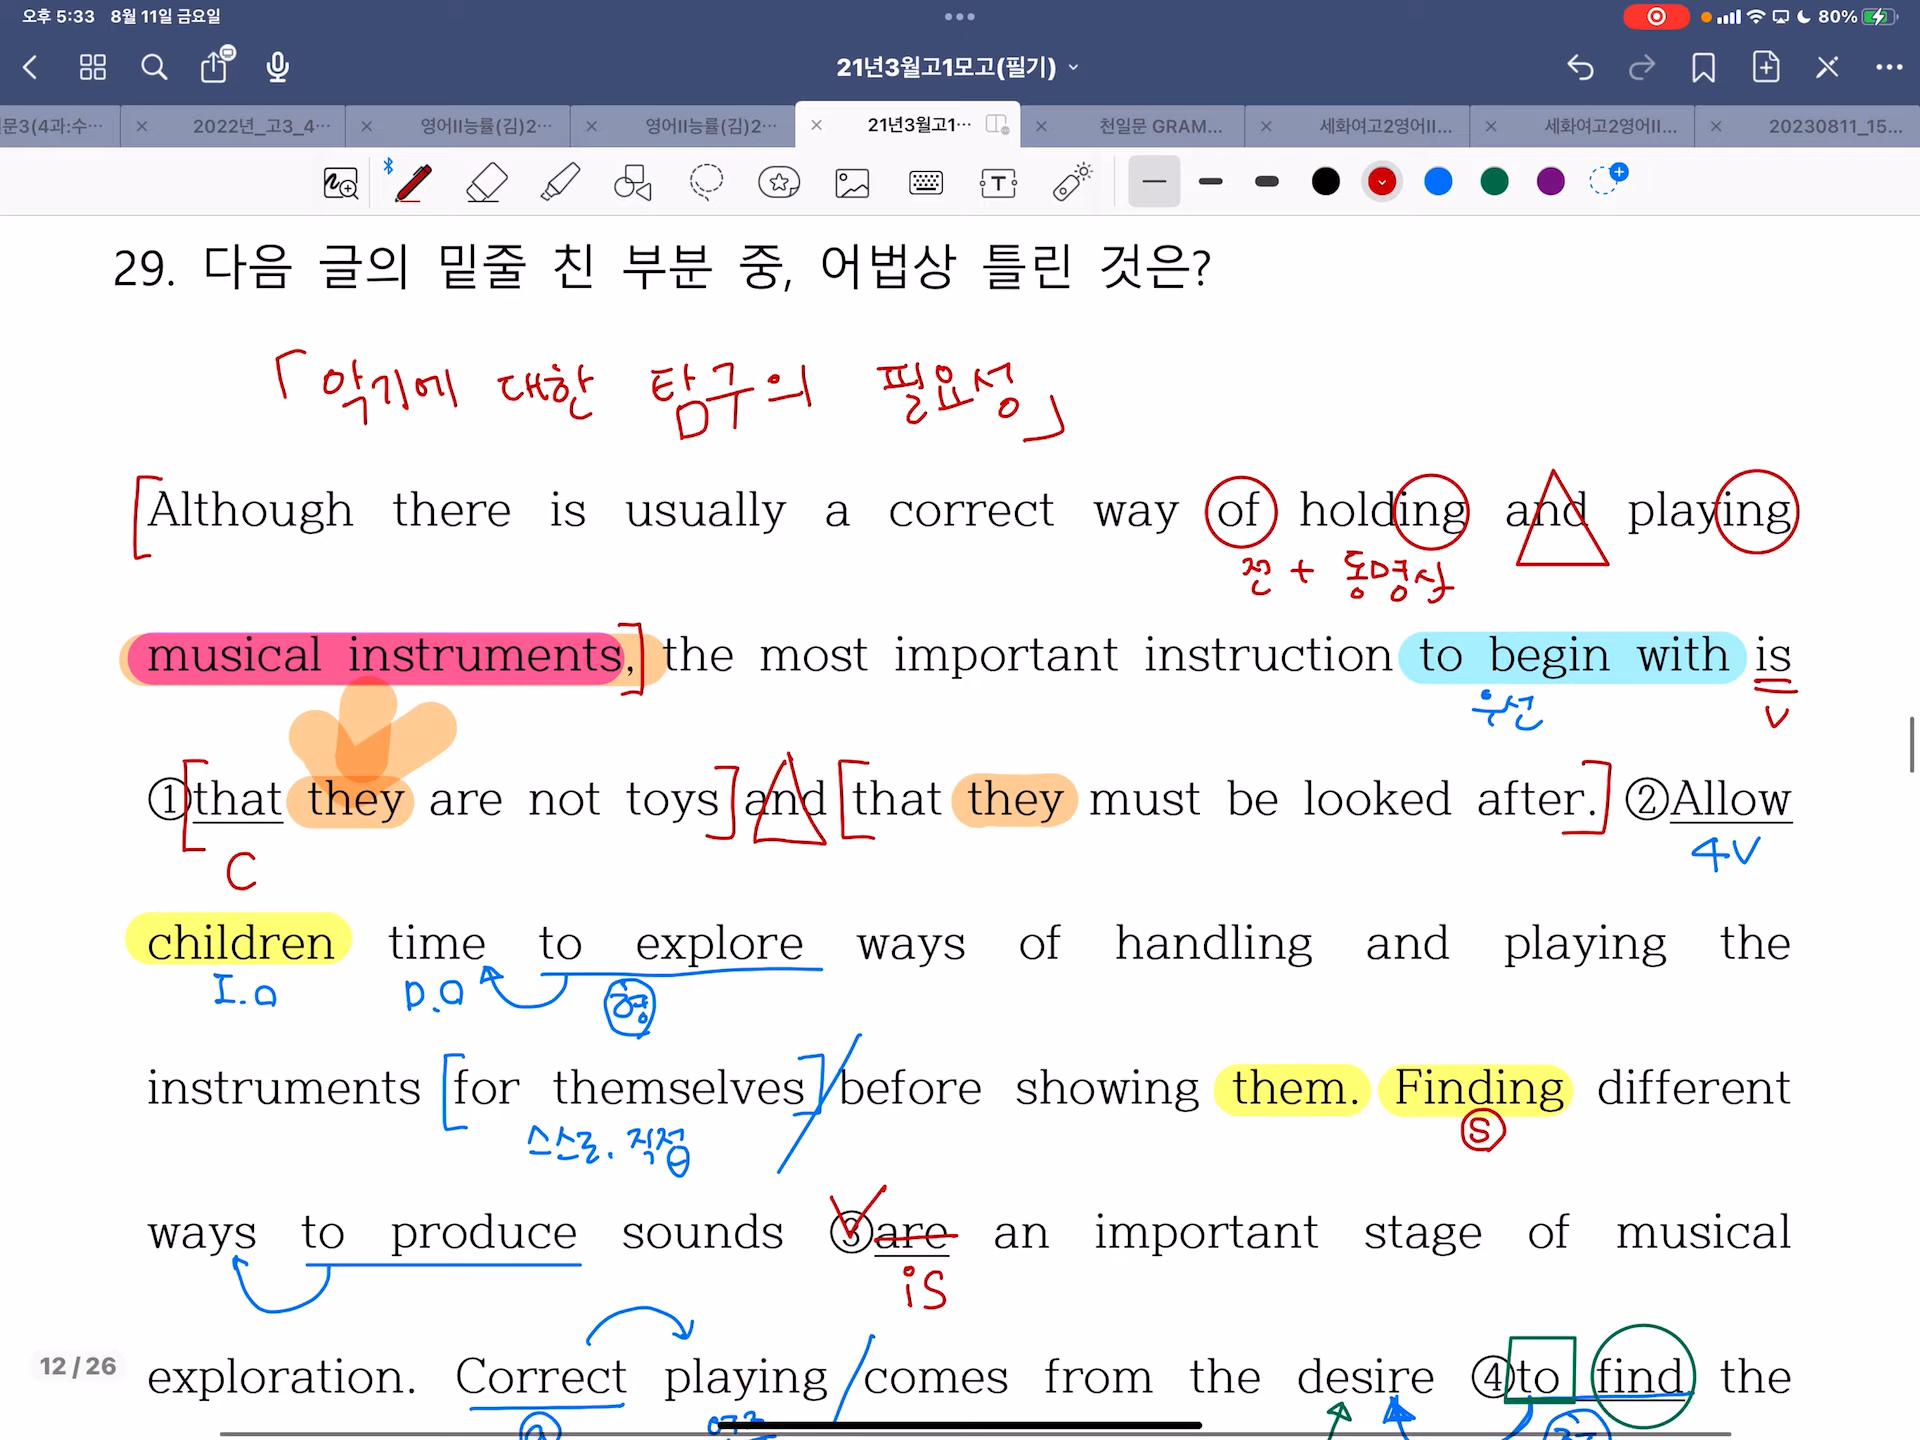 오후 5:33 8월 11일 금요일 80%
21년3월고1모고(필기)
문3(4과:수··· 2022년_고3_4··· 영어II능률(김)2··· 영어II능률(김)2··· 21년3월고1··· 천일문 GRAM... 세화여고2영어II... 세화여고2영어II... 20230811_15...
29. 다음 글의 밑줄 친 부분 중, 어법상 틀린 것은?
「악기에 대한 탐구의 필요성」
[Although there is usually a correct way of holding and playing
전 + 동명사
musical instruments,] the most important instruction to begin with is
우선 V
①[that they are not toys] and [that they must be looked after.] ②Allow
C 4V
children time to explore ways of handling and playing the
I.O D.O 형
instruments [for themselves] / before showing them. Finding different
스스로, 직접 S
ways to produce sounds ③are an important stage of musical
is
exploration. Correct playing / comes from the desire ④to find the
12 / 26